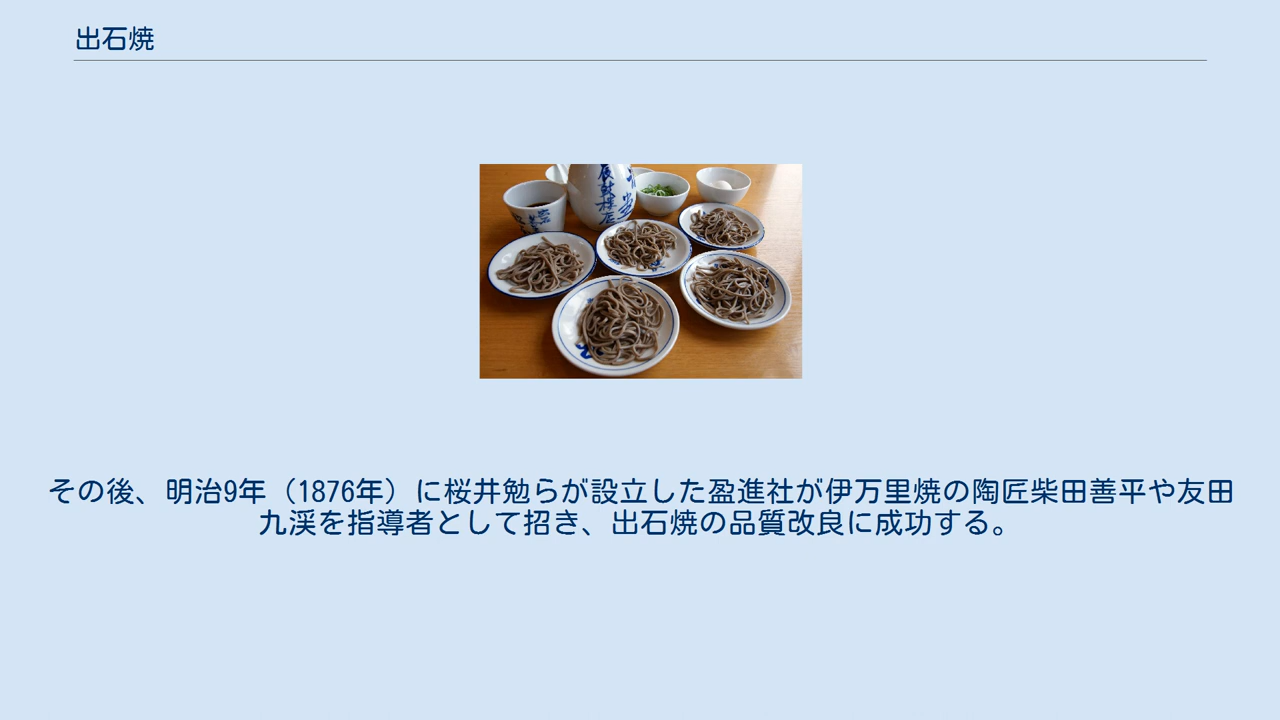 出石焼
その後、明治9年（1876年）に桜井勉らが設立した盈進社が伊万里焼の陶匠柴田善平や友田
九渓を指導者として招き、出石焼の品質改良に成功する。